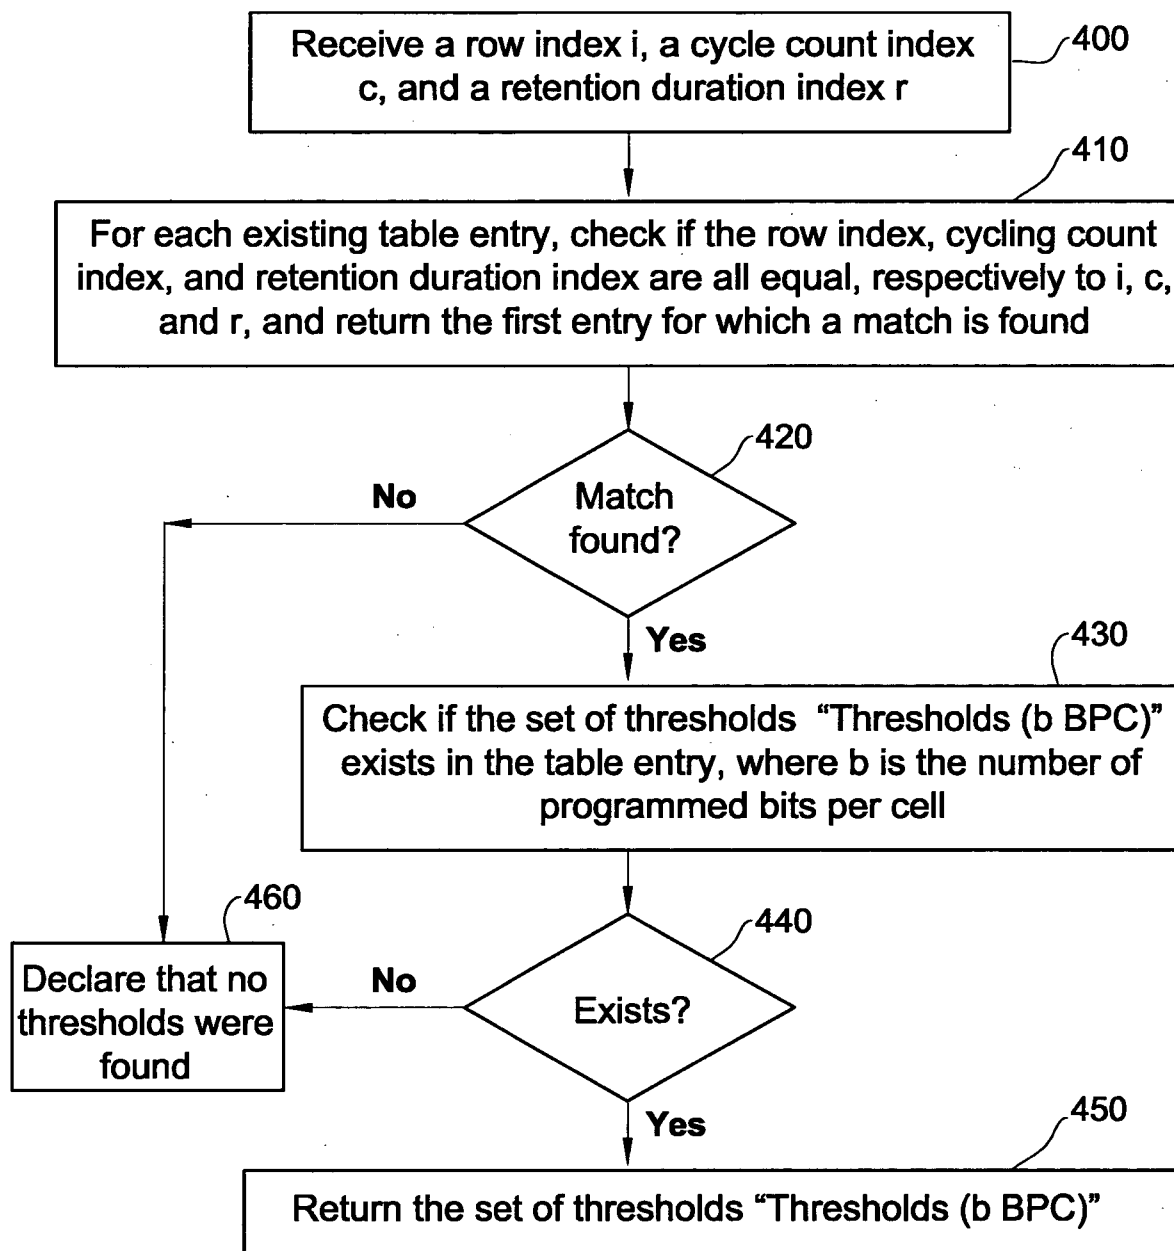 Receive a row index i, a cycle count index
c, and a retention duration index r
400
410
For each existing table entry, check if the row index, cycling count
index, and retention duration index are all equal, respectively to i, c,
and r, and return the first entry for which a match is found
420
Match
found?
No
Yes
430
Check if the set of thresholds “Thresholds (b BPC)”
exists in the table entry, where b is the number of
programmed bits per cell
440
Exists?
No
460
Declare that no
thresholds were
found
Yes
450
Return the set of thresholds “Thresholds (b BPC)”